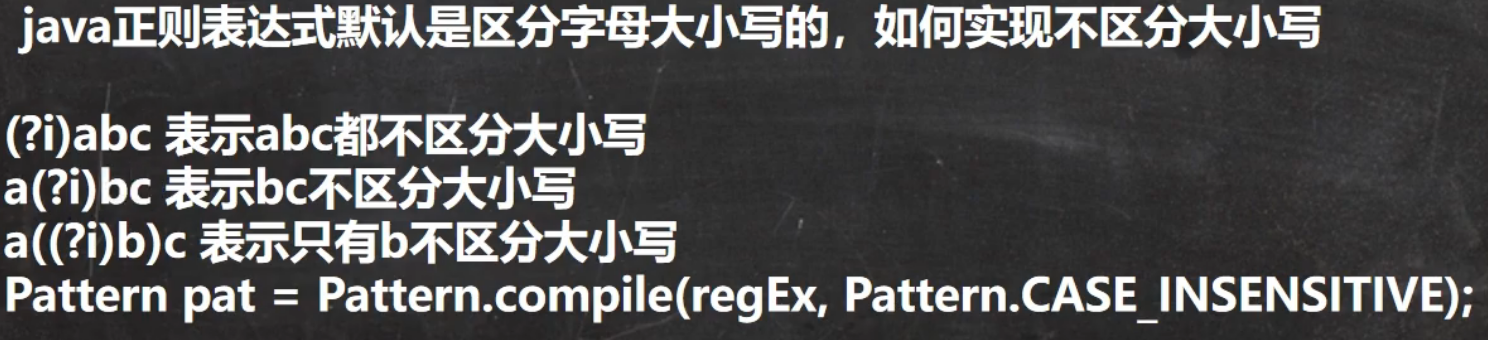 java正则表达式默认是区分字母大小写的，如何实现不区分大小写
(?i)abc 表示abc都不区分大小写
a(?i)bc 表示bc不区分大小写
a((?i)b)c 表示只有b不区分大小写
Pattern pat = Pattern.compile(regEx, Pattern.CASE_INSENSITIVE);